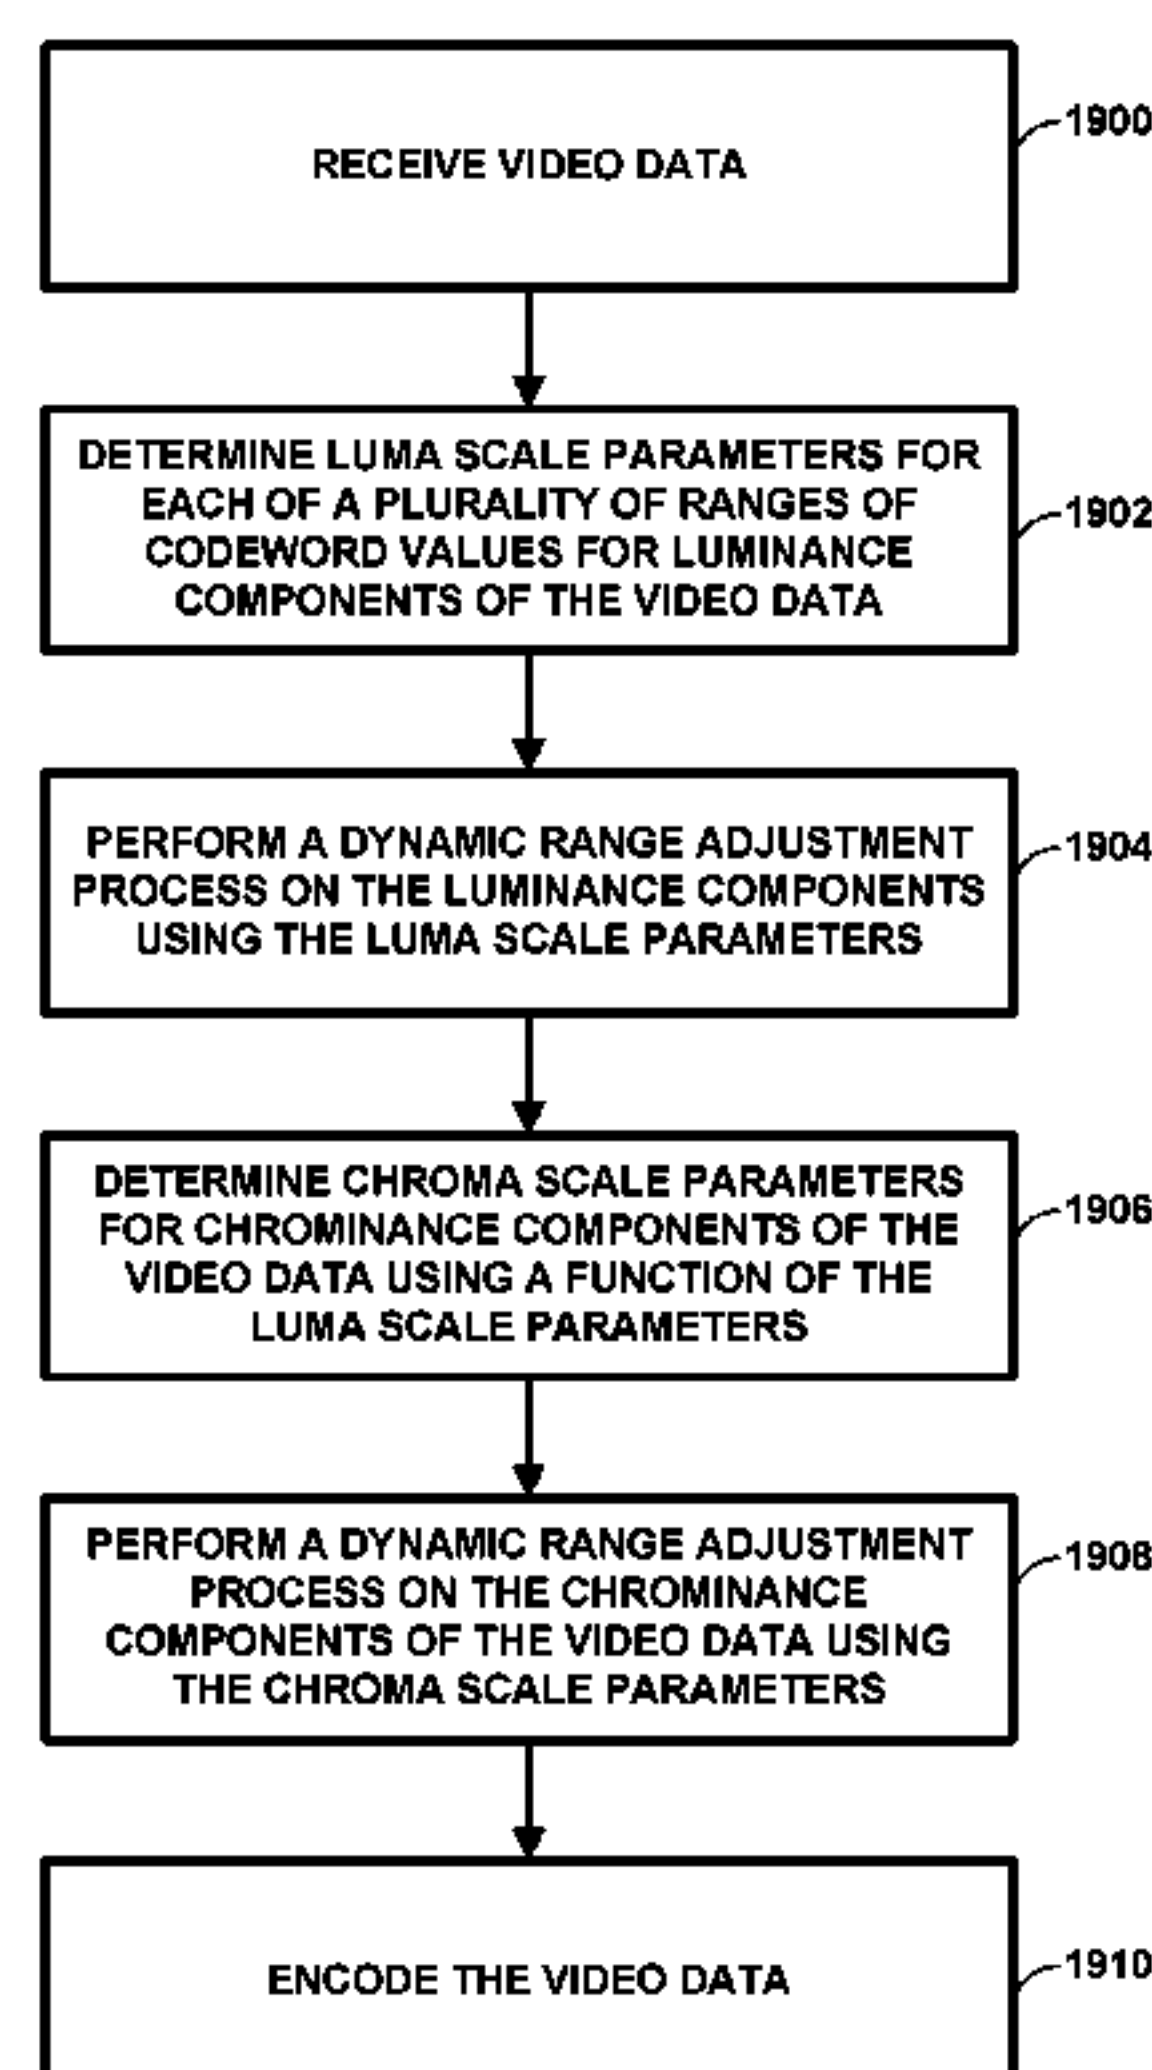 RECEIVE VIDEO DATA
1900
DETERMINE LUMA SCALE PARAMETERS FOR
EACH OF A PLURALITY OF RANGES OF
CODEWORD VALUES FOR LUMINANCE
COMPONENTS OF THE VIDEO DATA
1902
PERFORM A DYNAMIC RANGE ADJUSTMENT
PROCESS ON THE LUMINANCE COMPONENTS
USING THE LUMA SCALE PARAMETERS
1904
DETERMINE CHROMA SCALE PARAMETERS
FOR CHROMINANCE COMPONENTS OF THE
VIDEO DATA USING A FUNCTION OF THE
LUMA SCALE PARAMETERS
1906
PERFORM A DYNAMIC RANGE ADJUSTMENT
PROCESS ON THE CHROMINANCE
COMPONENTS OF THE VIDEO DATA USING
THE CHROMA SCALE PARAMETERS
1908
ENCODE THE VIDEO DATA
1910